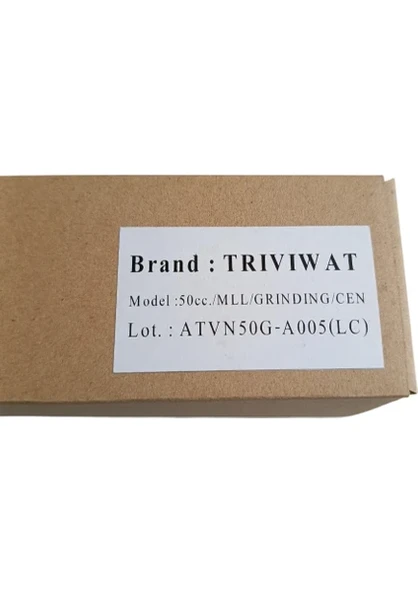 Brand : TRIVIWAT
Model :50cc./MLL/GRINDING/CEN
Lot. : ATVN50G-A005(LC)